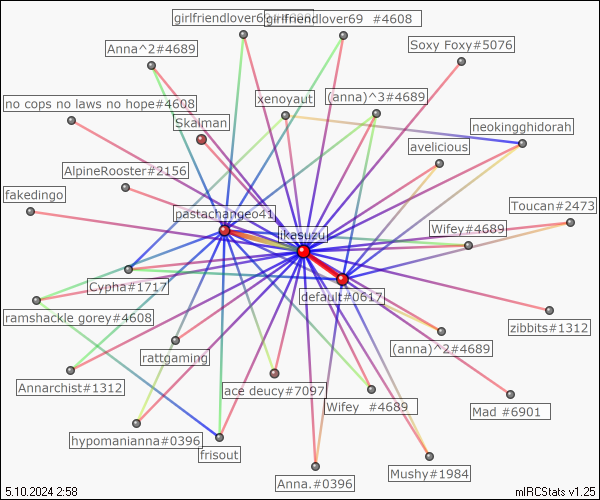 girlfriendlover69
girlfriendlover69 #4608
Anna^2#4689
Soxy Foxy#5076
no cops no laws no hope#4608
xenoyaut
(anna)^3#4689
Skalman
neokingghidorah
avelicious
AlpineRooster#2156
fakedingo
pastachangeo41
Toucan#2473
ikasuzu
Wifey#4689
Cypha#1717
default#0617
ramshackle gorey#4608
zibbits#1312
rattgaming
(anna)^2#4689
Annarchist#1312
ace deucy#7097
Wifey #4689
Mad #6901
hypomanianna#0396
frisout
Anna.#0396
Mushy#1984
5.10.2024 2:58
mIRCStats v1.25